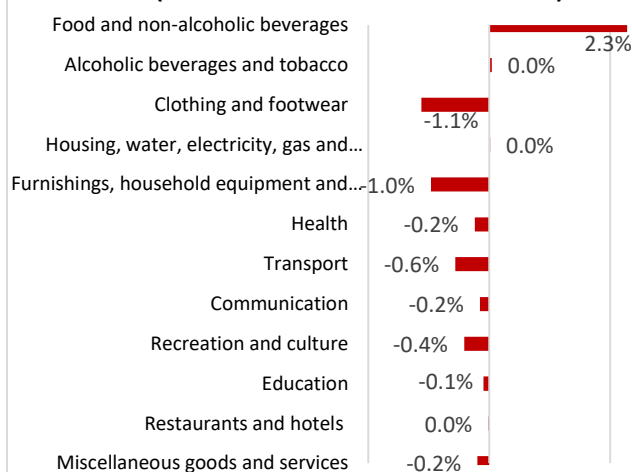 Food and non-alcoholic beverages
2.3%
Alcoholic beverages and tobacco 0.0%
Clothing and footwear
-1.1%
Housing, water, electricity, gas and… 0.0%
Furnishings, household equipment and… -1.0%
Health -0.2%
Transport -0.6%
Communication -0.2%
Recreation and culture -0.4%
Education -0.1%
Restaurants and hotels 0.0%
Miscellaneous goods and services -0.2%